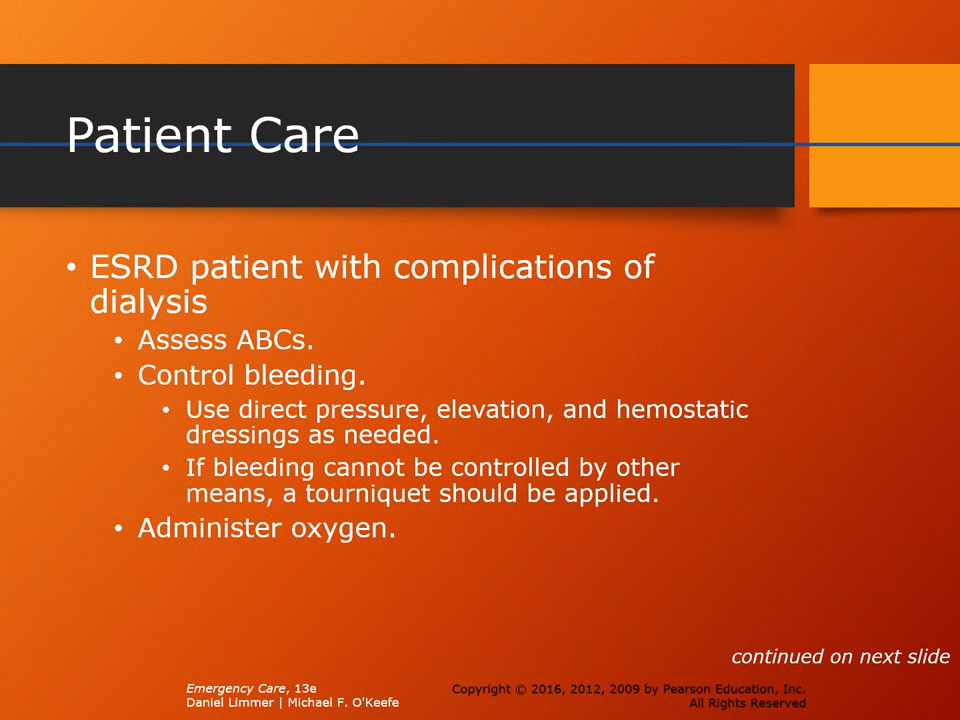 Patient Care
• ESRD patient with complications of
dialysis
• Assess ABCs.
• Control bleeding.
• Use direct pressure, elevation, and hemostatic
dressings as needed.
• If bleeding cannot be controlled by other
means, a tourniquet should be applied.
• Administer oxygen.
continued on next slide
Emergency Care, 13e
Daniel Limmer | Michael F. O'Keefe
Copyright © 2016, 2012, 2009 by Pearson Education, Inc.
All Rights Reserved